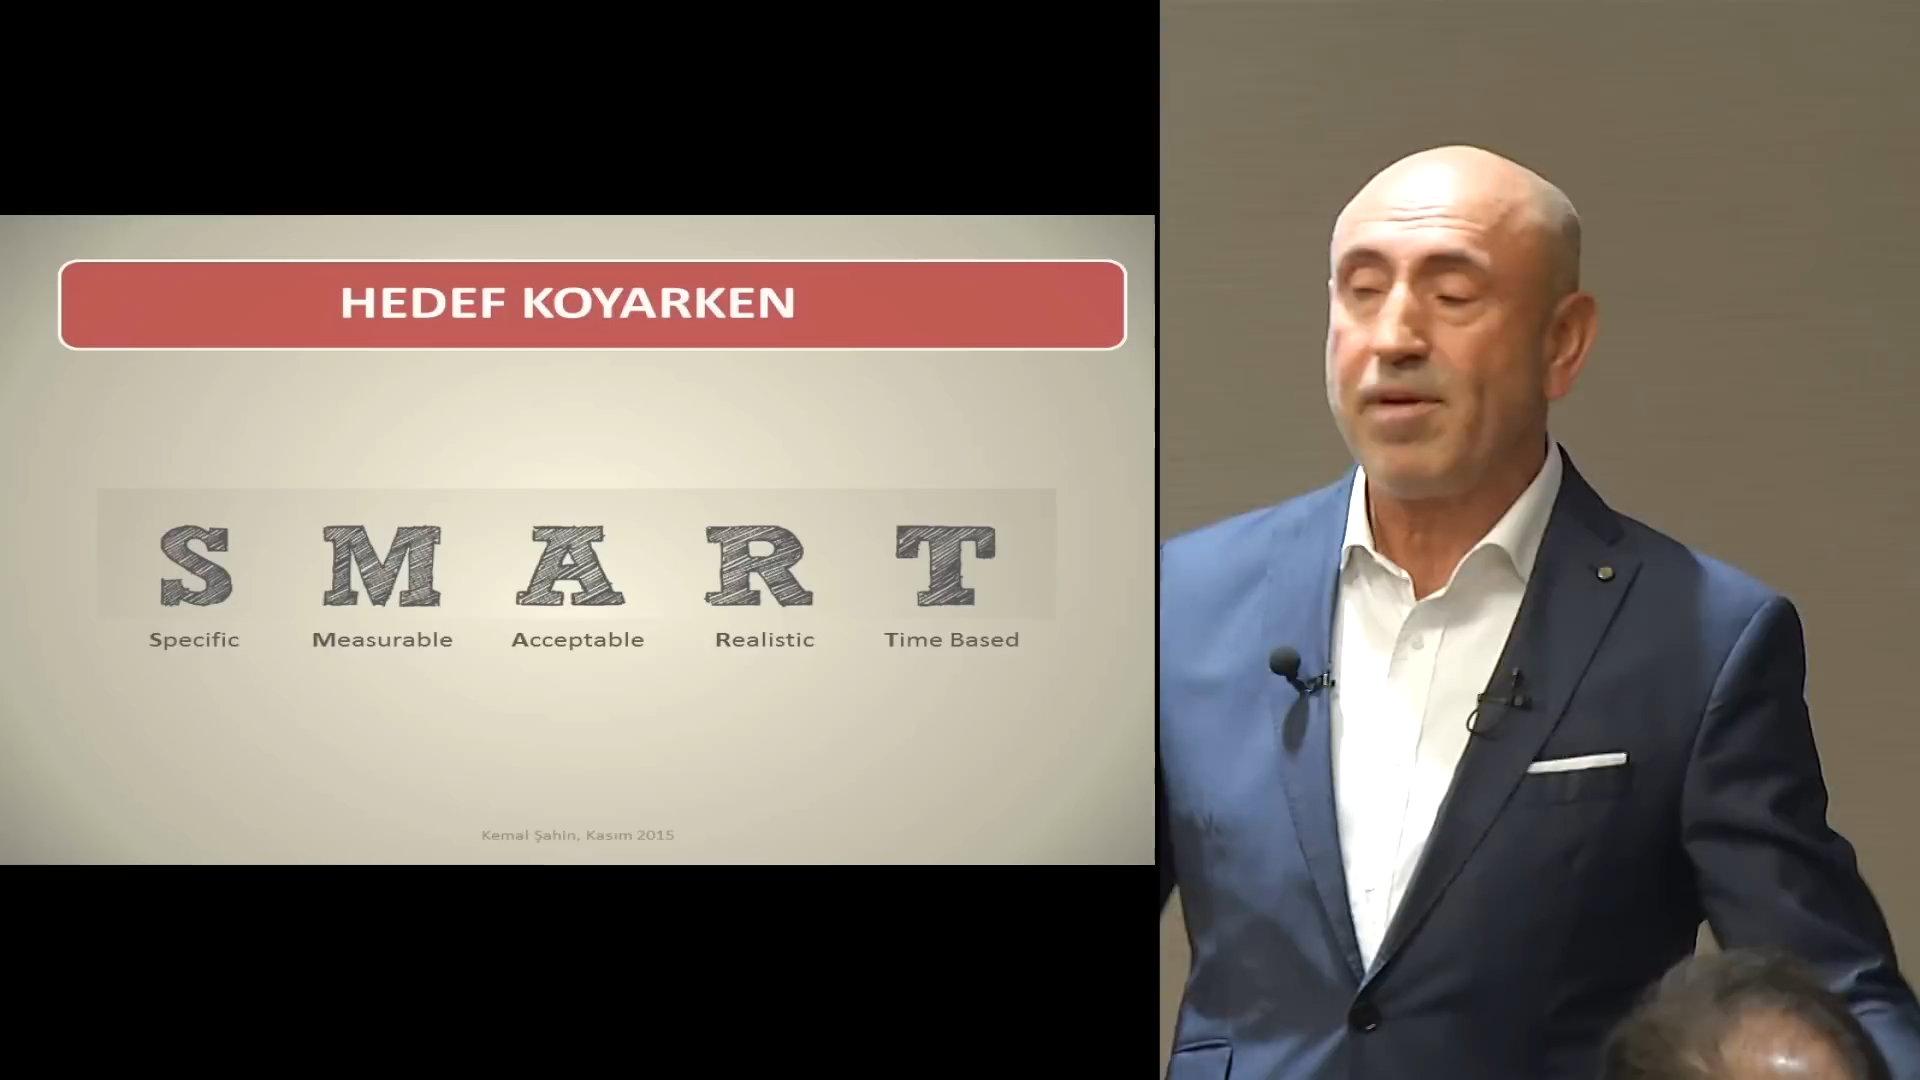 HEDEF KOYARKEN
S M A R T
Specific Measurable Acceptable Realistic Time Based
Kemal Şahin, Kasım 2015